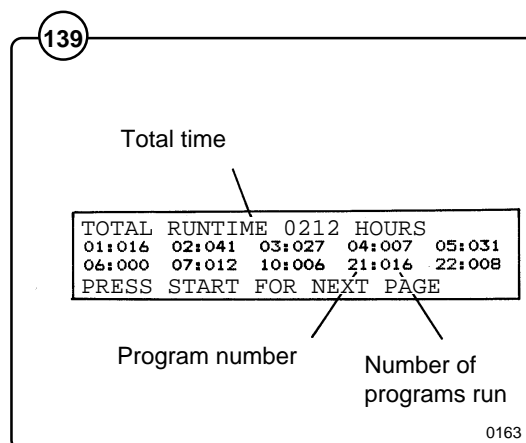 139
Total time
TOTAL RUNTIME 0212 HOURS
01:016 02:041 03:027 04:007 05:031
06:000 07:012 10:006 21:016 22:008
PRESS START FOR NEXT PAGE
Program number
Number of
programs run
0163